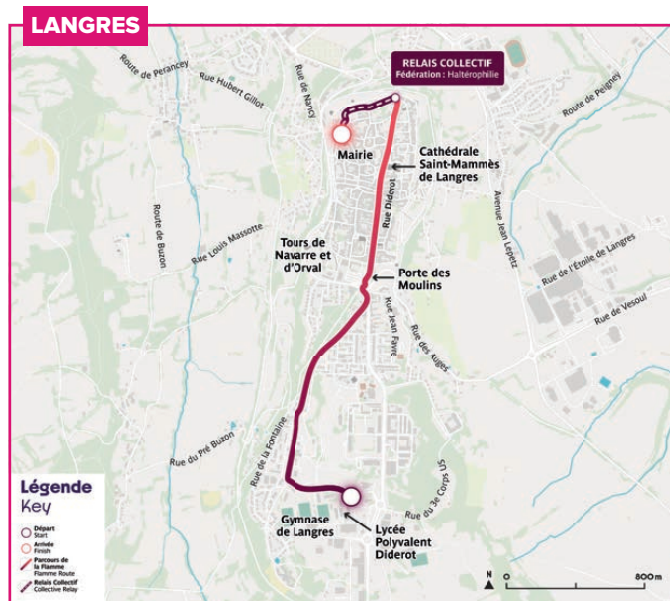 LANGRES
RELAIS COLLECTIF
Fédération : Haltérophilie
Route de Perancey
Rue Hubert Gillot
Rue de Nancy
Route de Peigney
Mairie
Cathédrale
Saint-Mammès
de Langres
Rue Diderot
Avenue Jean Lepetz
Route de Buzon
Rue Louis Massotte
Tours de
Navarre et
d'Orval
Porte des
Moulins
Rue de l'Étoile de Langres
Rue de Vesoul
Rue Jean Favre
Rue des Auges
Rue du Pré Buzon
Rue de la Fontaine
Rue du 3e Corps US
Gymnase
de Langres
Lycée
Polyvalent
Diderot
Légende
Key
Départ
Start
Arrivée
Finish
Parcours de
la Flamme
Flamme Route
Relais Collectif
Collective Relay
N
0 800 m